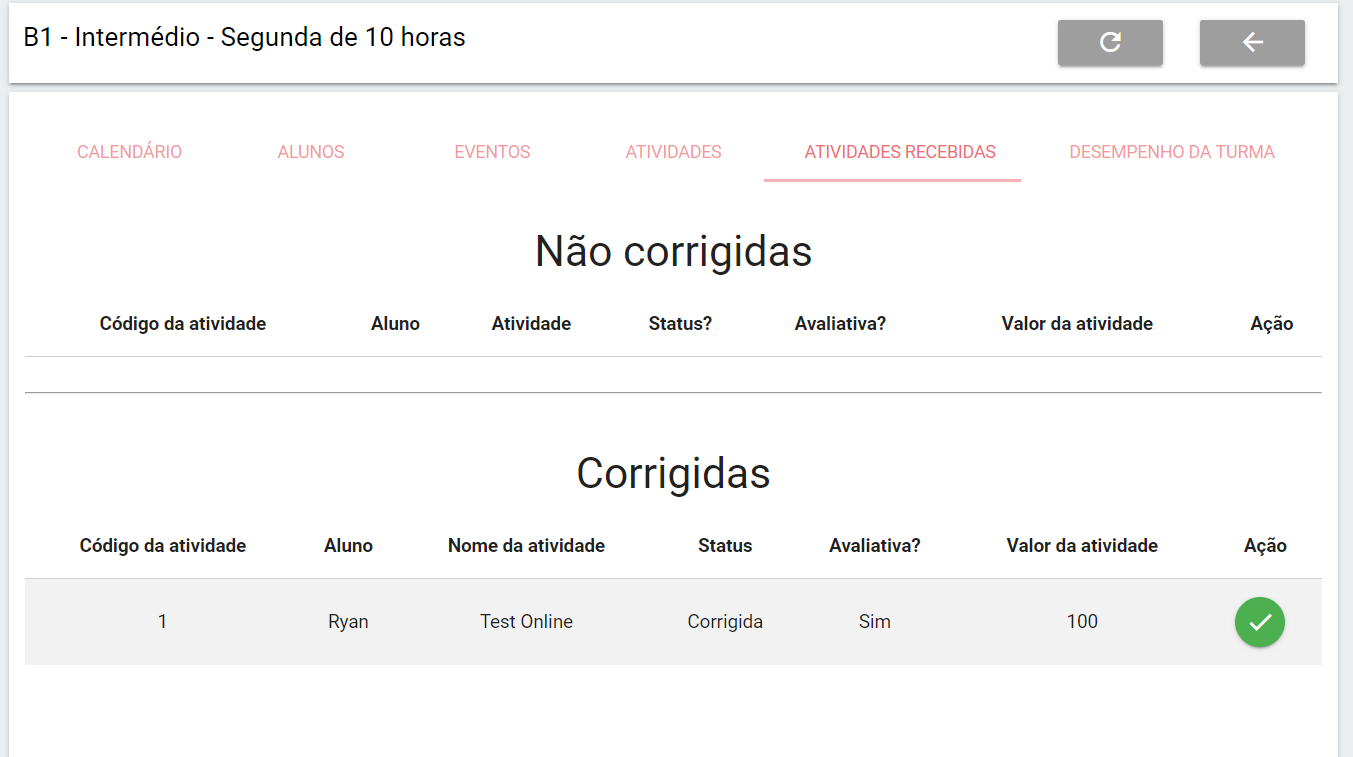 B1 - Intermédio - Segunda de 10 horas
CALENDÁRIO ALUNOS EVENTOS ATIVIDADES ATIVIDADES RECEBIDAS DESEMPENHO DA TURMA
Não corrigidas
Código da atividade Aluno Atividade Status? Avaliativa? Valor da atividade Ação
Corrigidas
Código da atividade Aluno Nome da atividade Status Avaliativa? Valor da atividade Ação
1 Ryan Test Online Corrigida Sim 100